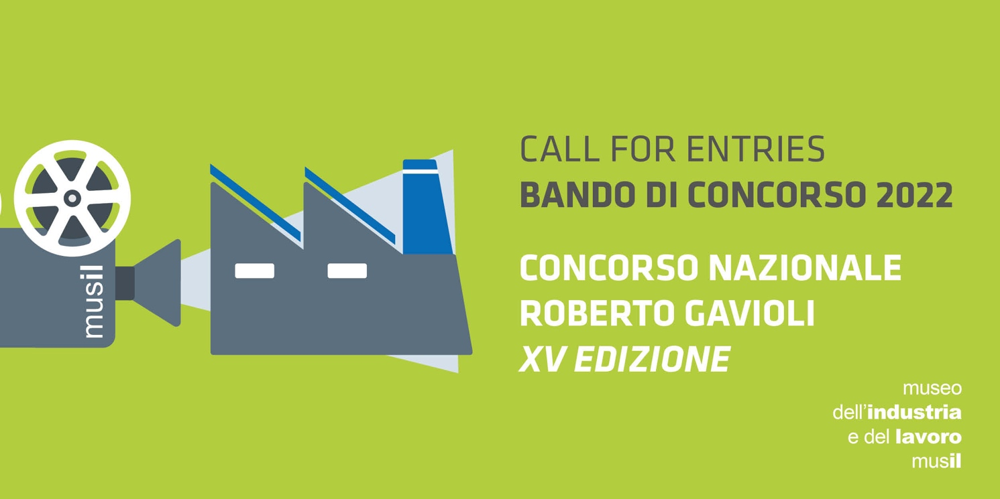 musil
CALL FOR ENTRIES
BANDO DI CONCORSO 2022
CONCORSO NAZIONALE
ROBERTO GAVIOLI
XV EDIZIONE
museo
dell'industria
e del lavoro
musil